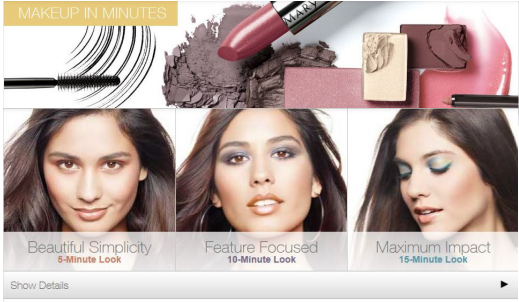 MAKEUP IN MINUTES
MARY
Beautiful Simplicity
5-Minute Look
Feature Focused
10-Minute Look
Maximum Impact
15-Minute Look
Show Details